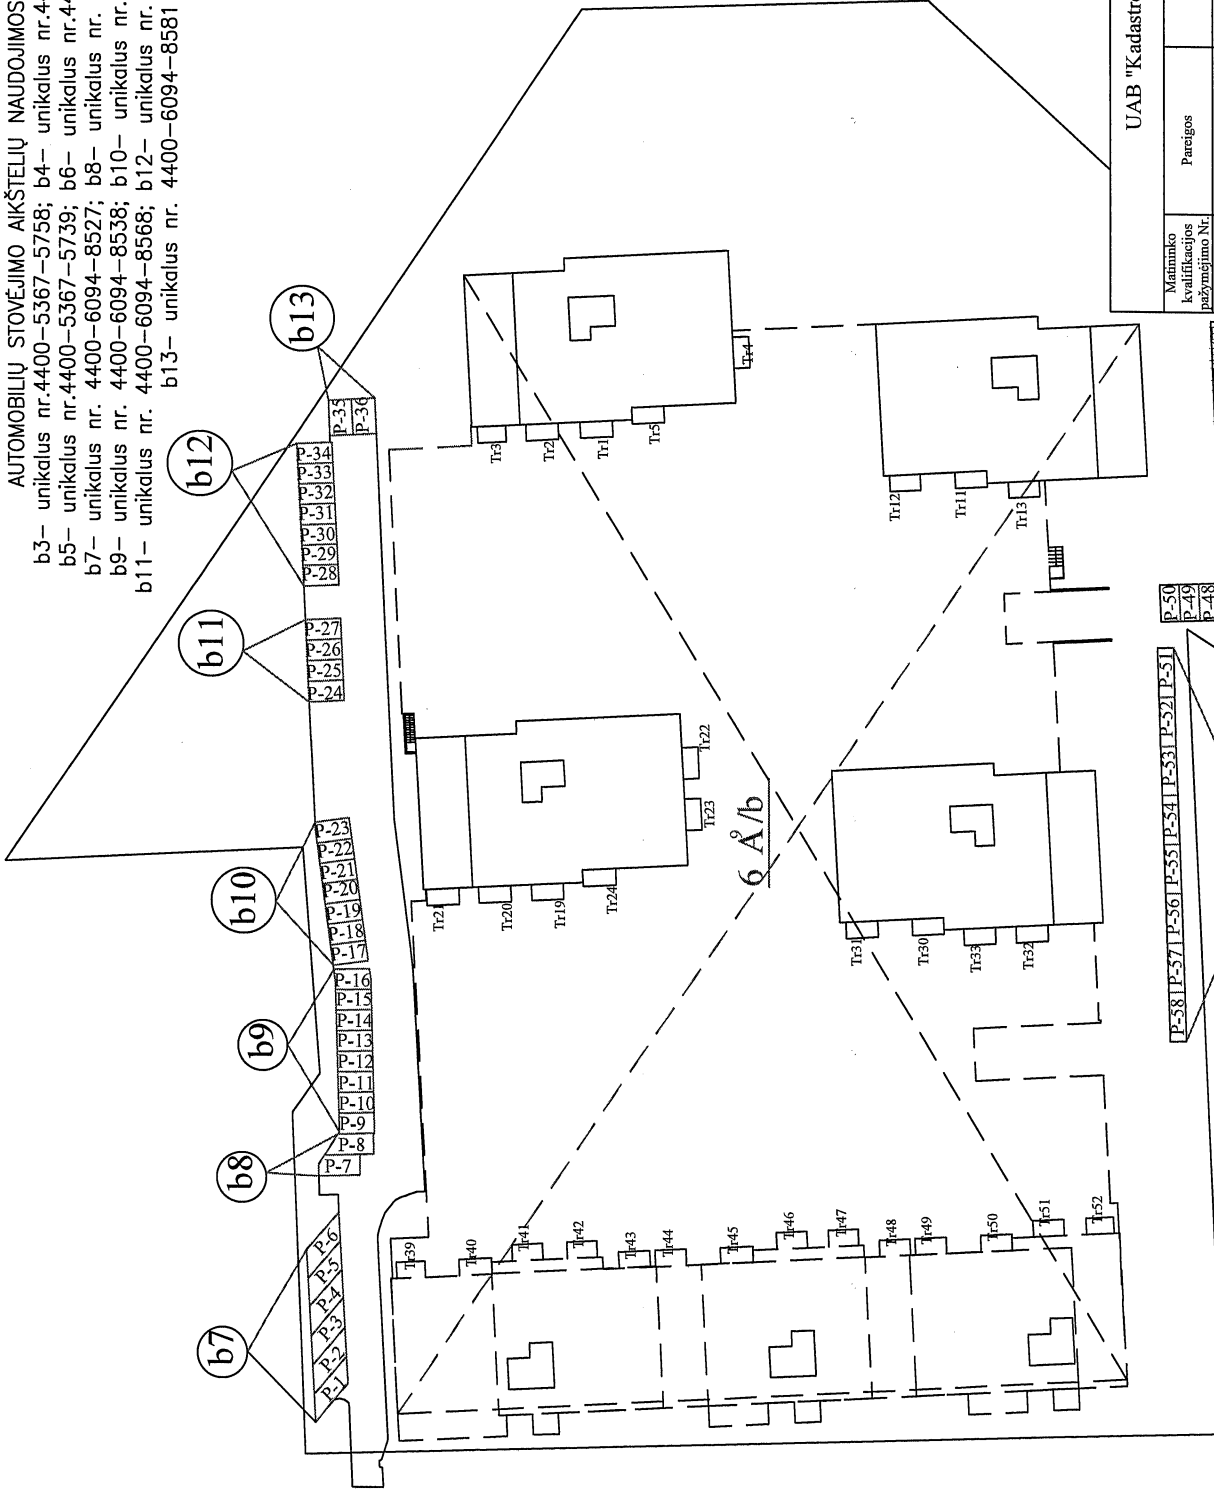 AUTOMOBILIŲ STOVĖJIMO AIKŠTELIŲ NAUDOJIMOS
b3- unikalus nr.4400-5367-5758; b4- unikalus nr.4
b5- unikalus nr.4400-5367-5739; b6- unikalus nr.4
b7- unikalus nr. 4400-6094-8527; b8- unikalus nr.
b9- unikalus nr. 4400-6094-8538; b10- unikalus nr.
b11- unikalus nr. 4400-6094-8568; b12- unikalus nr.
b13- unikalus nr. 4400-6094-8581
b7
b8
b9
b10
b11
b12
b13
P-1
P-2
P-3
P-4
P-5
P-6
P-7
P-8
P-9
P-10
P-11
P-12
P-13
P-14
P-15
P-16
P-17
P-18
P-19
P-20
P-21
P-22
P-23
P-24
P-25
P-26
P-27
P-28
P-29
P-30
P-31
P-32
P-33
P-34
P-35
P-36
Tr39
Tr40
Tr41
Tr42
Tr43
Tr44
Tr45
Tr46
Tr47
Tr48
Tr49
Tr50
Tr51
Tr52
Tr21
Tr20
Tr19
Tr24
Tr23
Tr22
Tr3
Tr2
Tr1
Tr5
Tr4
6 A9/b
Tr31
Tr30
Tr33
Tr32
Tr12
Tr11
Tr13
P-58
P-57
P-56
P-55
P-54
P-53
P-52
P-51
P-50
P-49
P-48
UAB "Kadastro
Matininko
kvalifikacijos
pažymėjimo Nr.
Pareigos